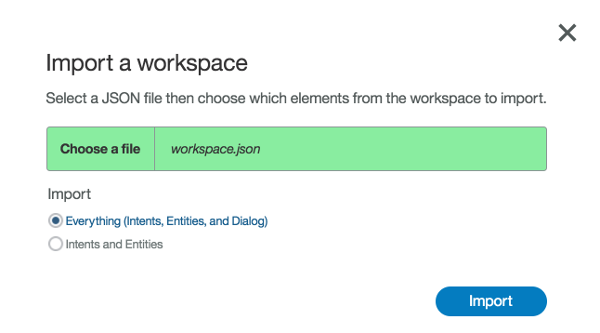 Import a workspace
Select a JSON file then choose which elements from the workspace to import.
Choose a file workspace.json
Import
Everything (Intents, Entities, and Dialog)
Intents and Entities
Import